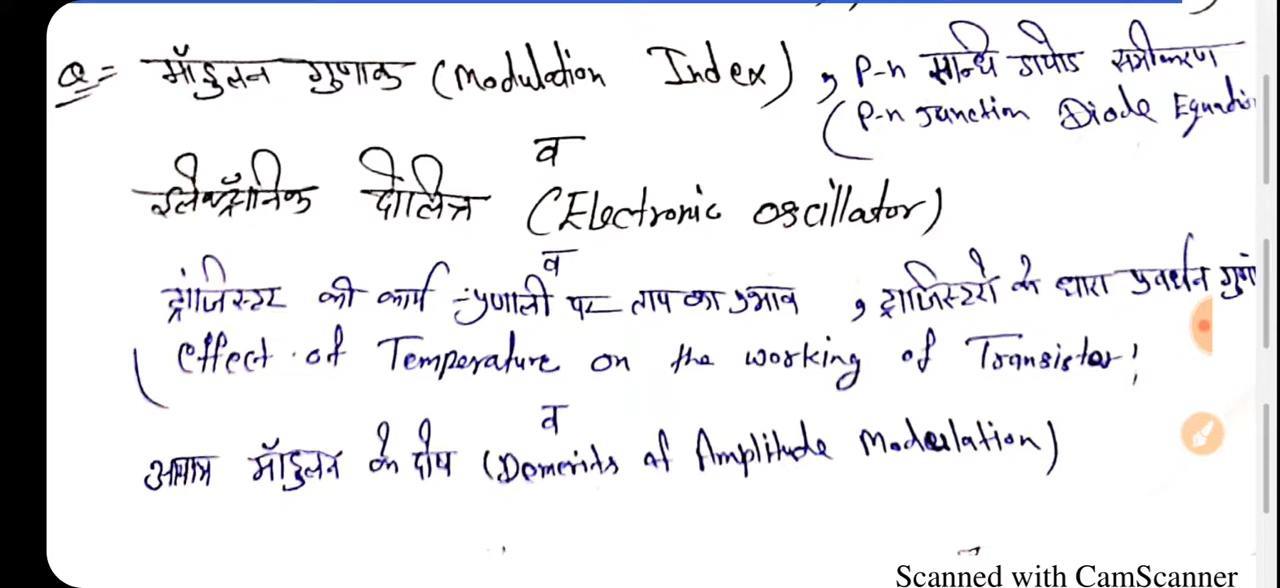 Q = मॉडुलन गुणांक (Modulation Index), P-n सन्धि डायोड समीकरण
(P-n Junction Diode Equation
व
इलेक्ट्रॉनिक दोलित्र (Electronic oscillator)
व
ट्रांजिस्टर की कार्य-प्रणाली पर ताप का प्रभाव, ट्रांजिस्टरों के द्वारा प्रवर्धन
(effect of Temperature on the working of Transistor!
व
आयाम मॉडुलन के दोष (Demerits of Amplitude Modulation)
Scanned with CamScanner